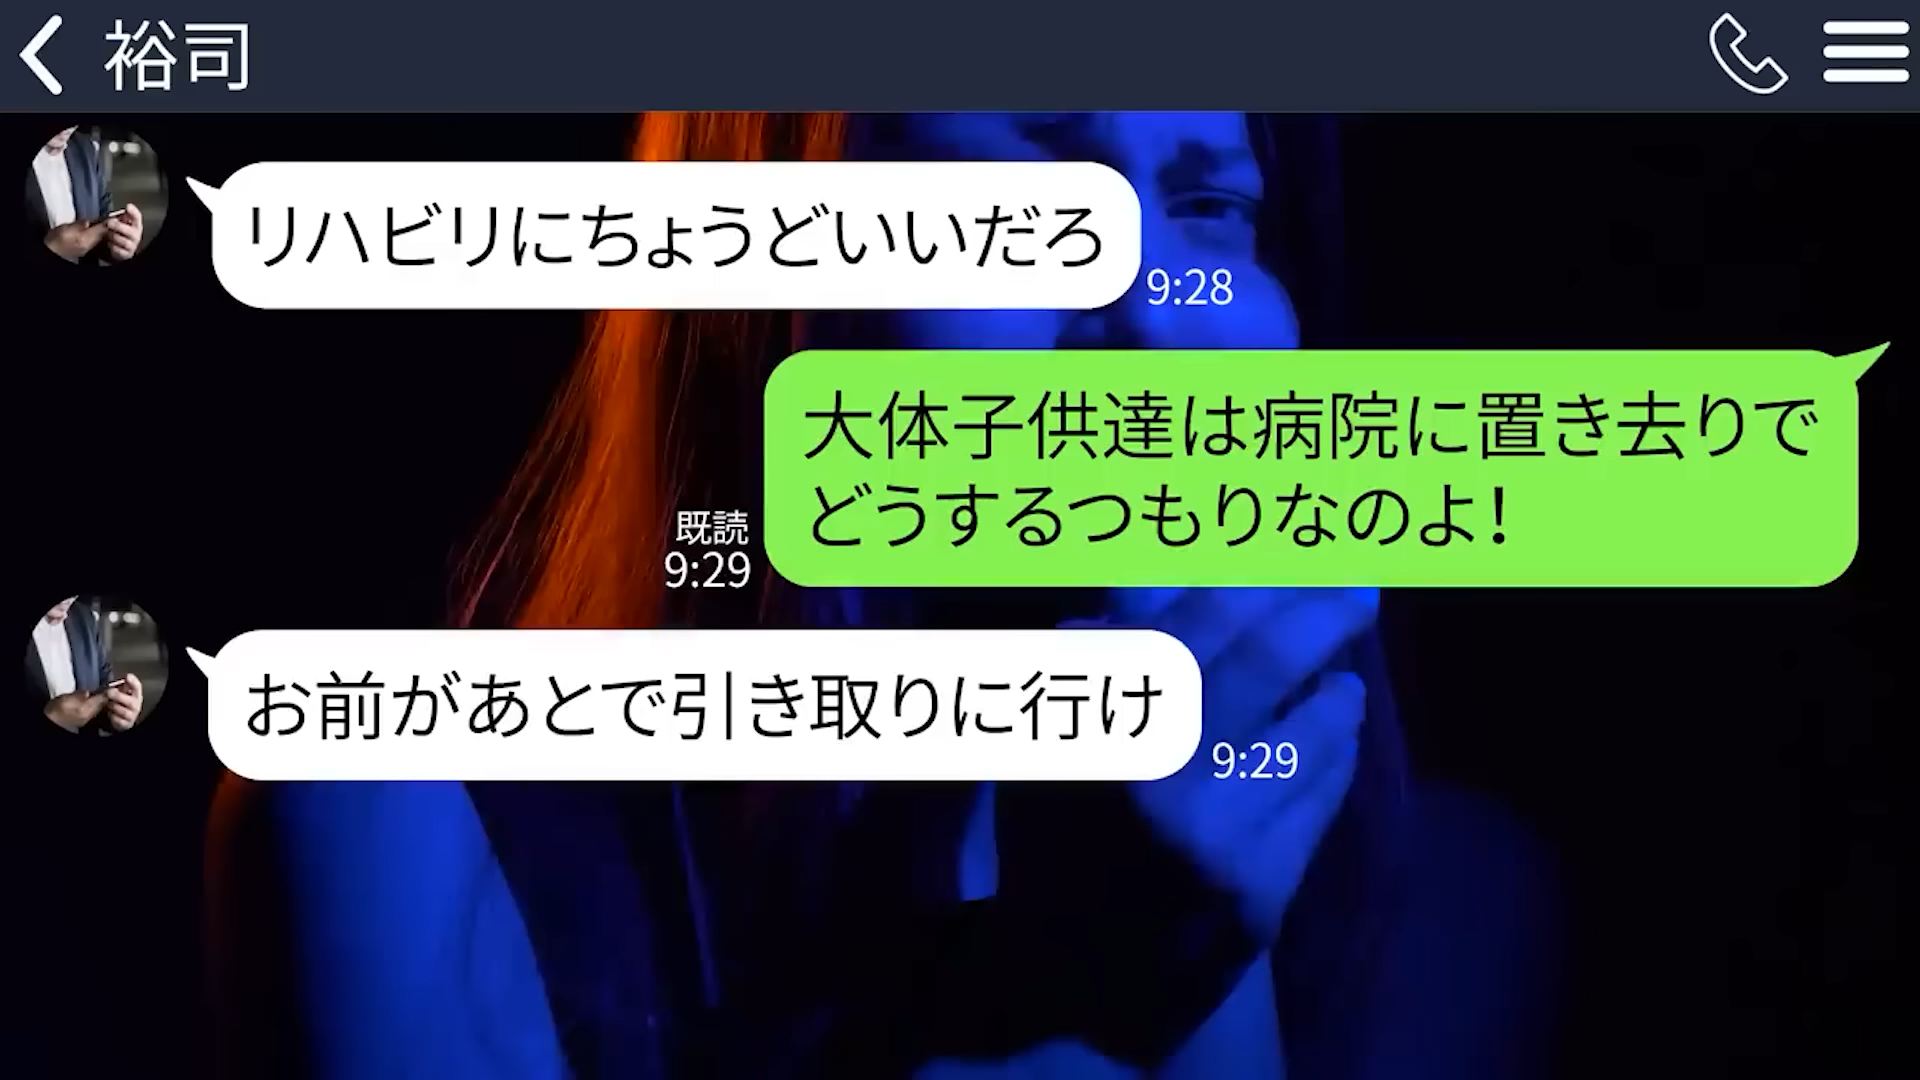 裕司
リハビリにちょうどいいだろ
9:28
大体子供達は病院に置き去りで
どうするつもりなのよ!
既読
9:29
お前があとで引き取りに行け
9:29